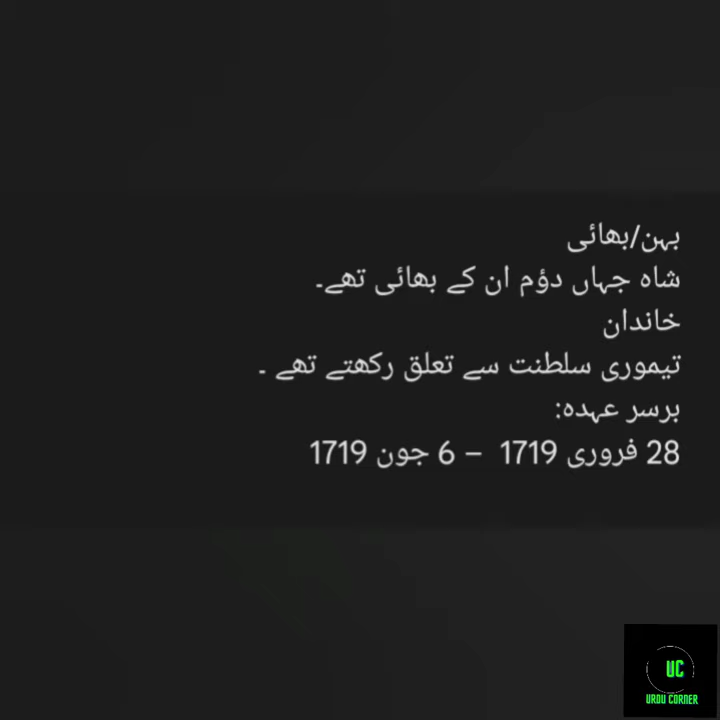 بہن/بھائی
شاہ جہاں دؤم ان کے بھائی تھے۔
خاندان
تیموری سلطنت سے تعلق رکھتے تھے ۔
برسر عہدہ:
28 فروری 1719 – 6 جون 1719
UC
URDU CORNER